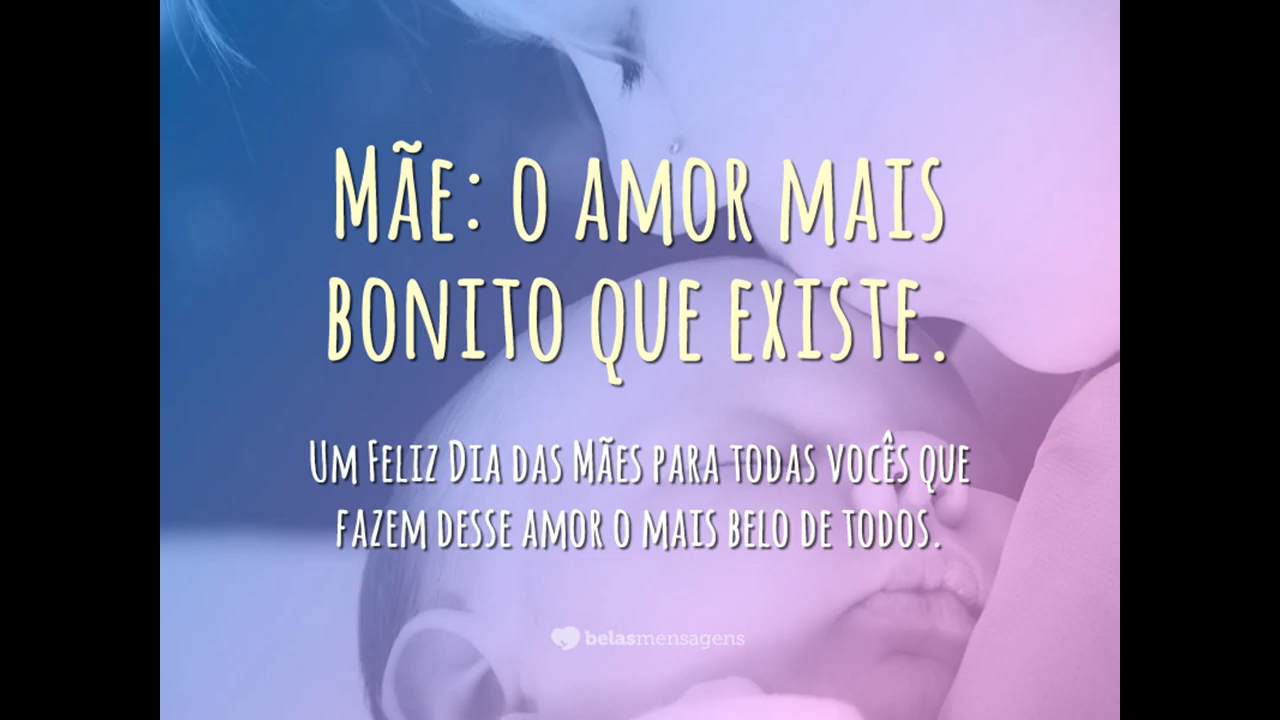 Mãe: o amor mais
bonito que existe.
Um Feliz Dia das Mães para todas vocês que
fazem desse amor o mais belo de todos.
belasmensagens